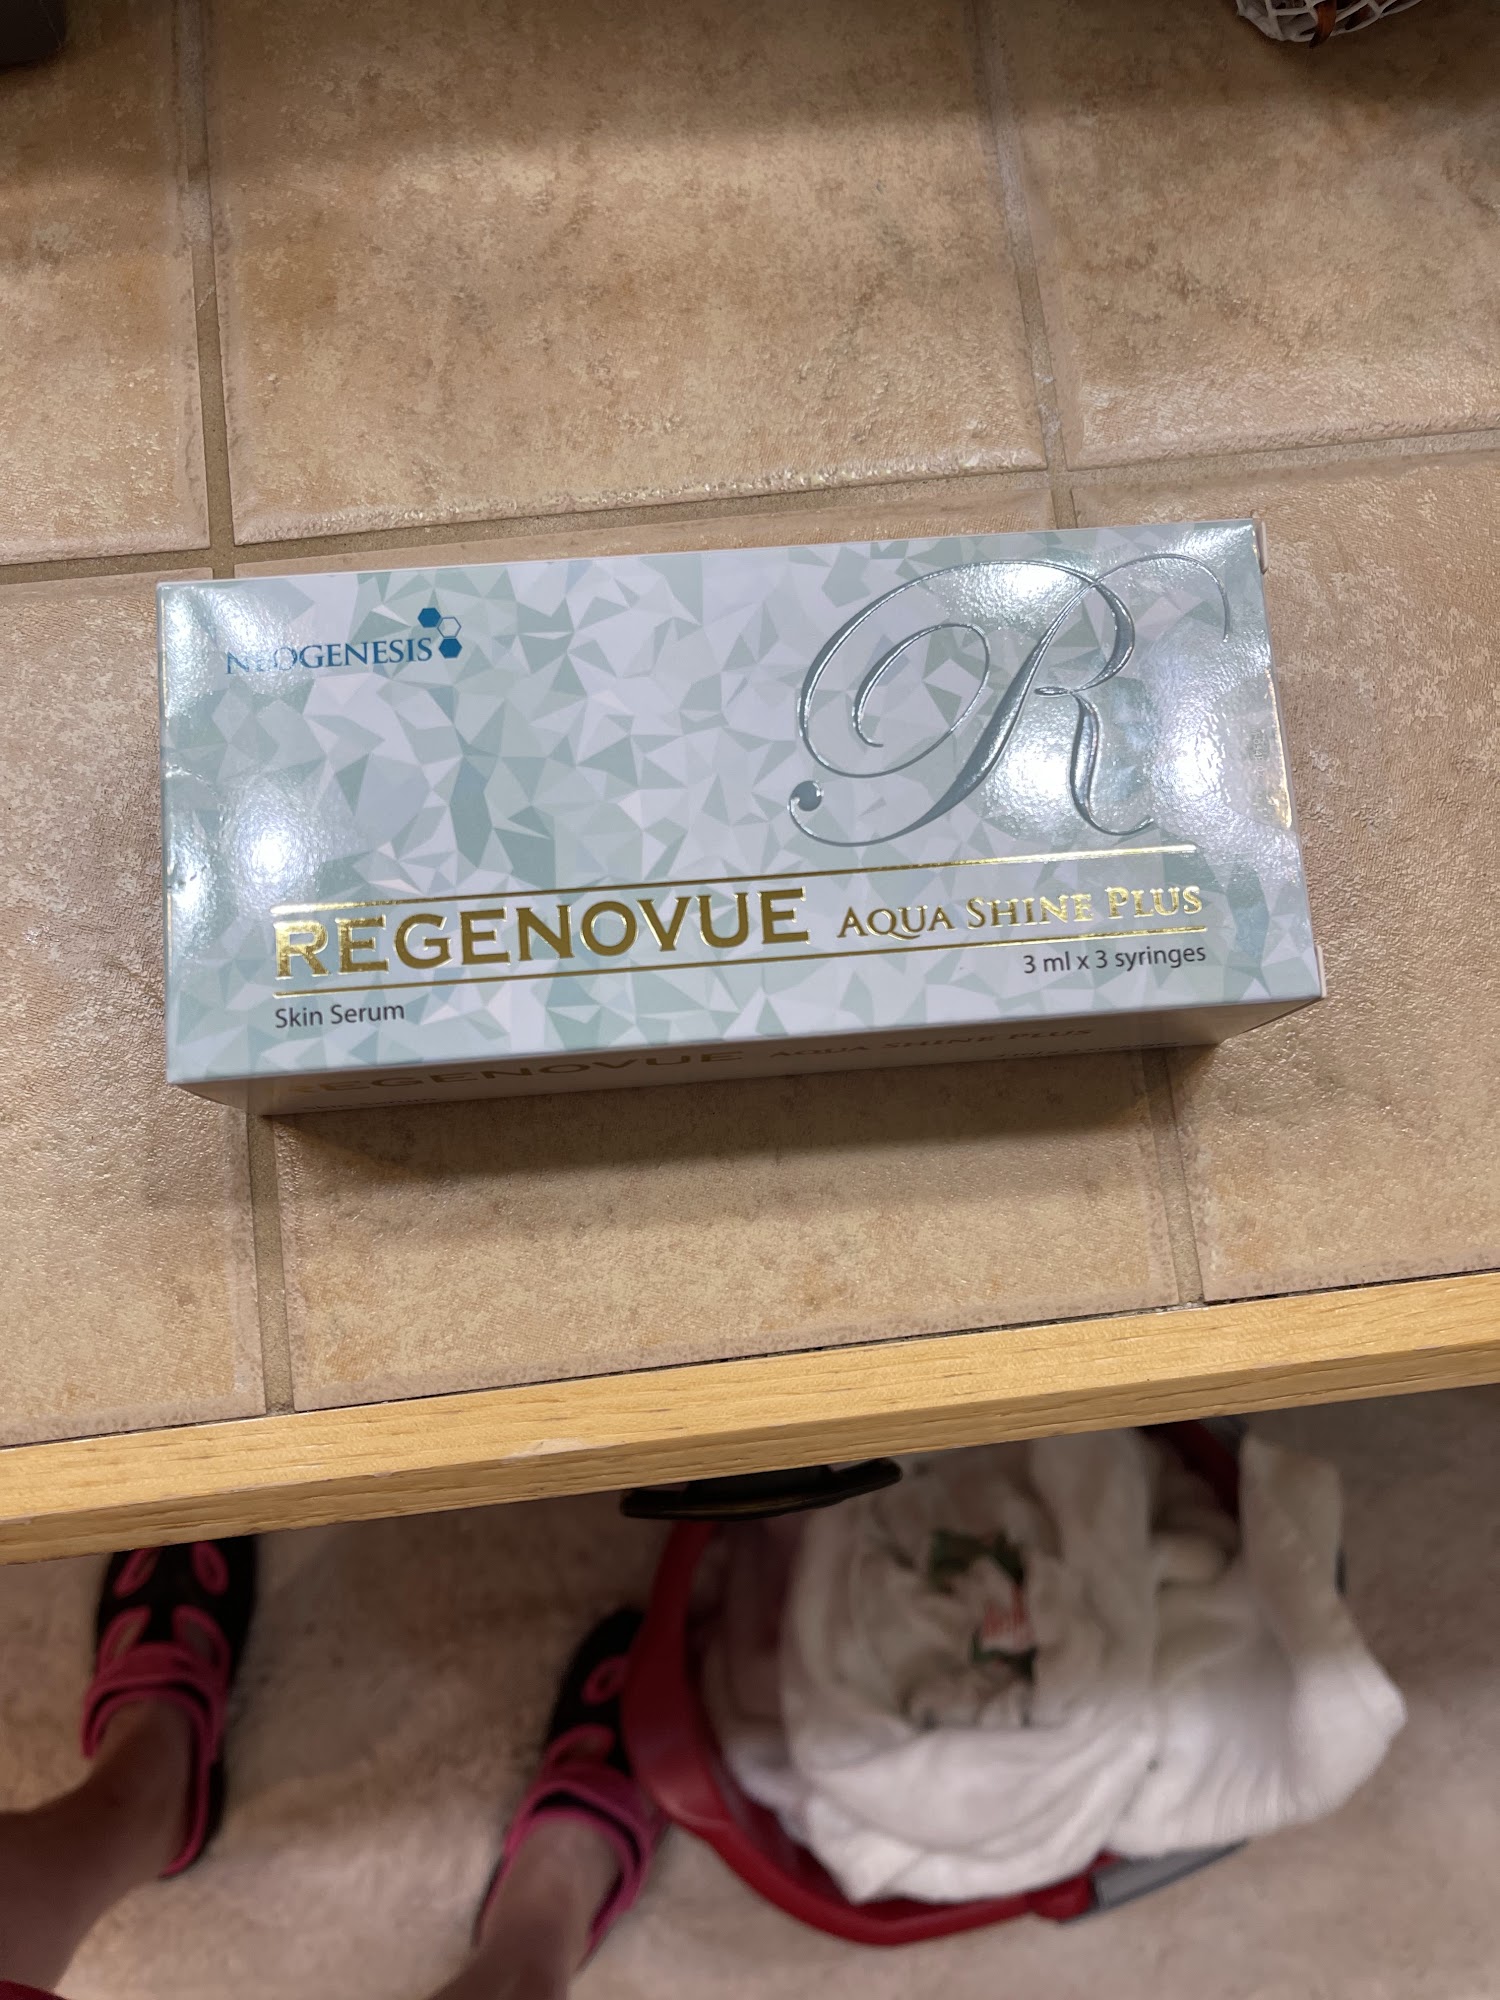 NEOGENESIS
R
REGENOVUE AQUA SHINE PLUS
3 ml x 3 syringes
Skin Serum
REGENOVUE AQUA SHINE PLUS